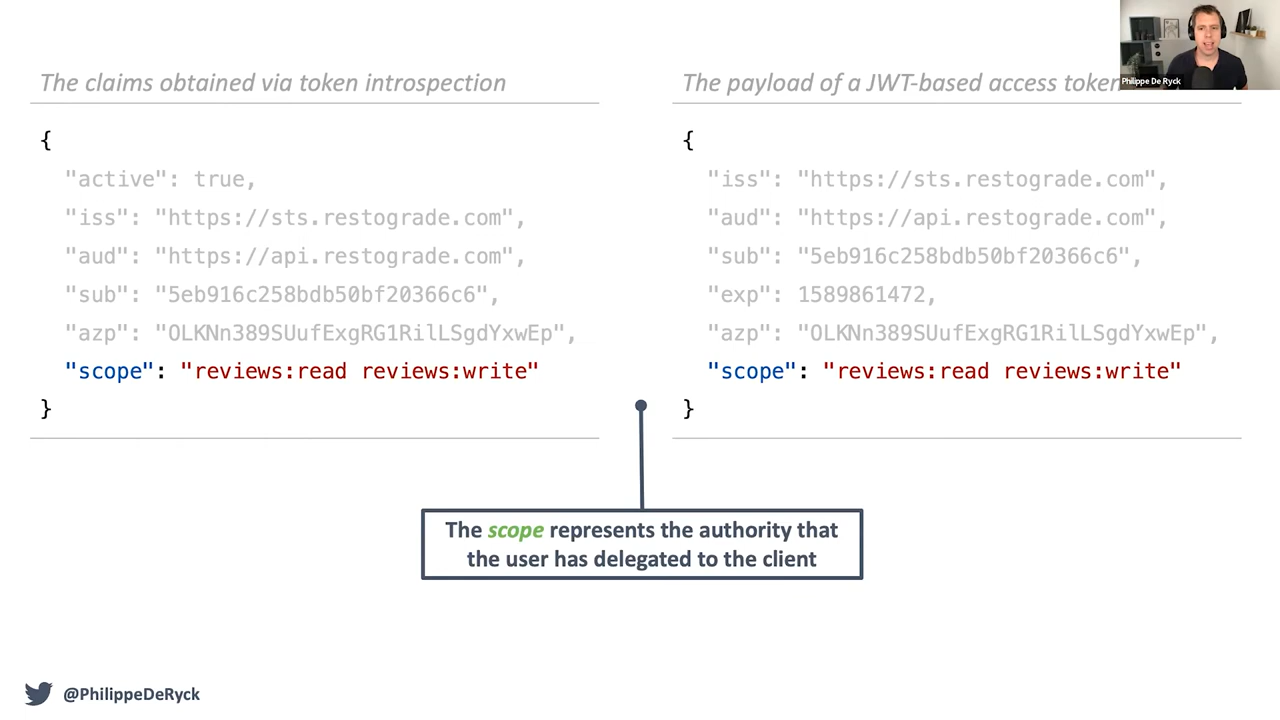 The claims obtained via token introspection
{
"active": true,
"iss": "https://sts.restograde.com",
"aud": "https://api.restograde.com",
"sub": "5eb916c258bdb50bf20366c6",
"azp": "OLKNn389SUufExgRG1RilLSgdYxwEp",
"scope": "reviews:read reviews:write"
}
The payload of a JWT-based access token
{
"iss": "https://sts.restograde.com",
"aud": "https://api.restograde.com",
"sub": "5eb916c258bdb50bf20366c6",
"exp": 1589861472,
"azp": "OLKNn389SUufExgRG1RilLSgdYxwEp",
"scope": "reviews:read reviews:write"
}
The scope represents the authority that
the user has delegated to the client
Philippe De Ryck
@PhilippeDeRyck